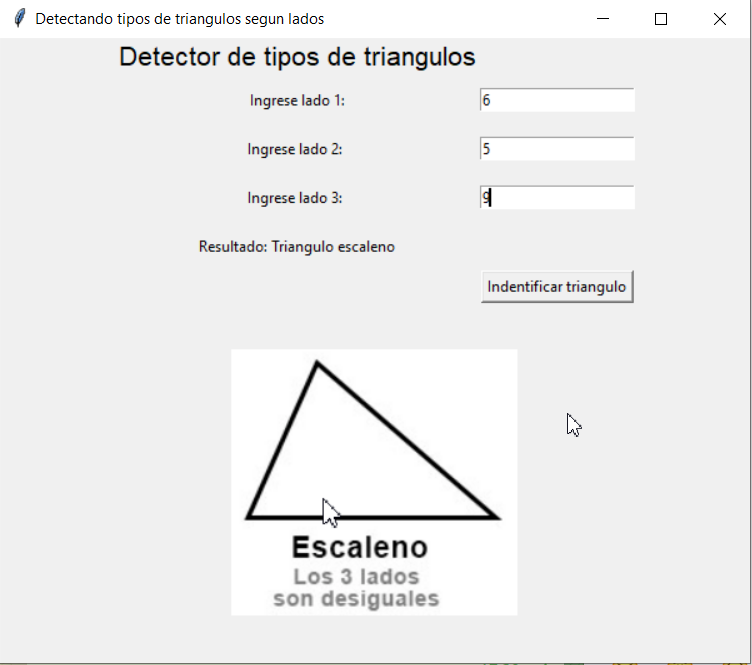 Detectando tipos de triangulos segun lados
Detector de tipos de triangulos
Ingrese lado 1: 6
Ingrese lado 2: 5
Ingrese lado 3: 9
Resultado: Triangulo escaleno
Indentificar triangulo
Escaleno
Los 3 lados
son desiguales